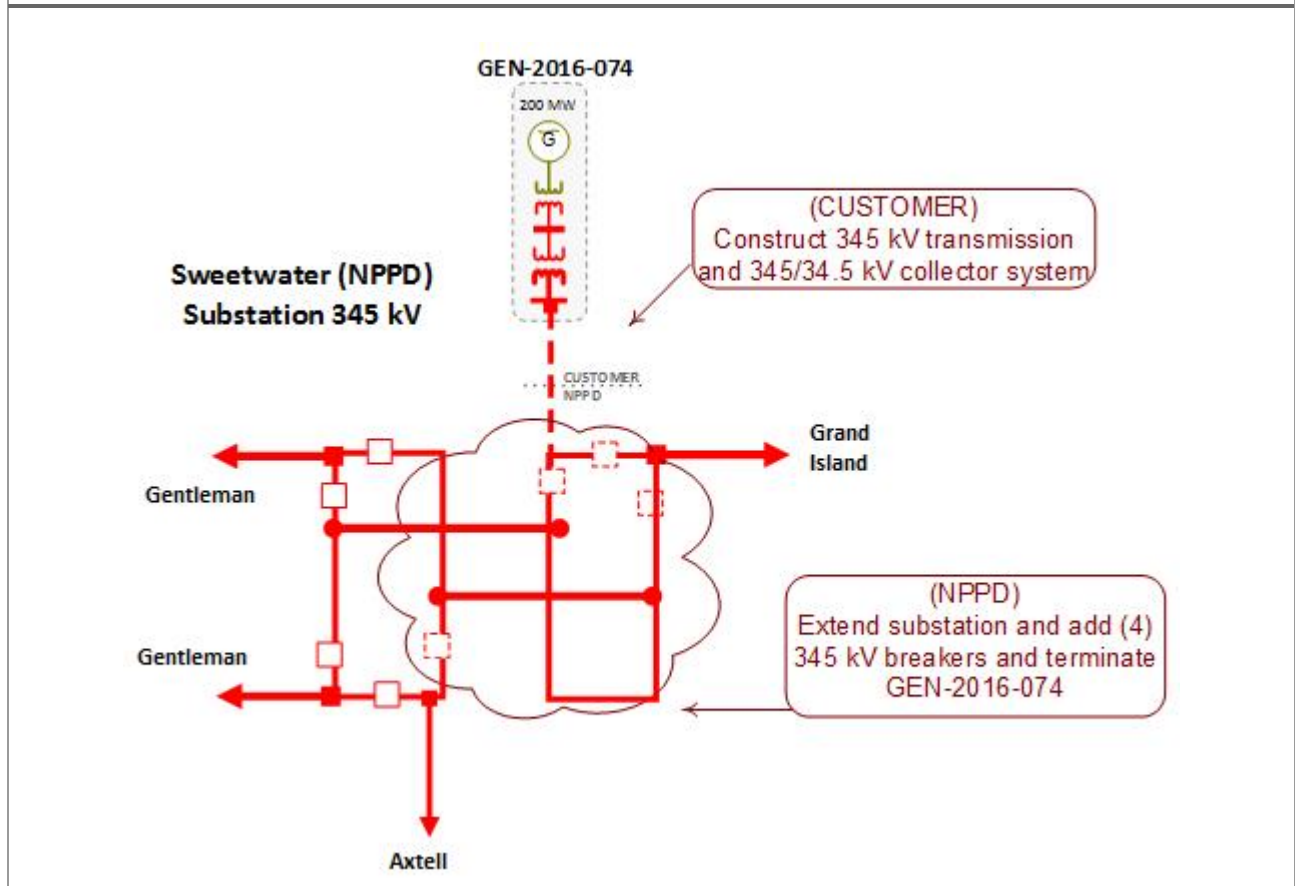 GEN-2016-074
200 MW
G
(CUSTOMER)
Construct 345 kV transmission
and 345/34.5 kV collector system
Sweetwater (NPPD)
Substation 345 kV
CUSTOMER
NPPD
Grand
Island
Gentleman
(NPPD)
Extend substation and add (4)
345 kV breakers and terminate
GEN-2016-074
Gentleman
Axtell